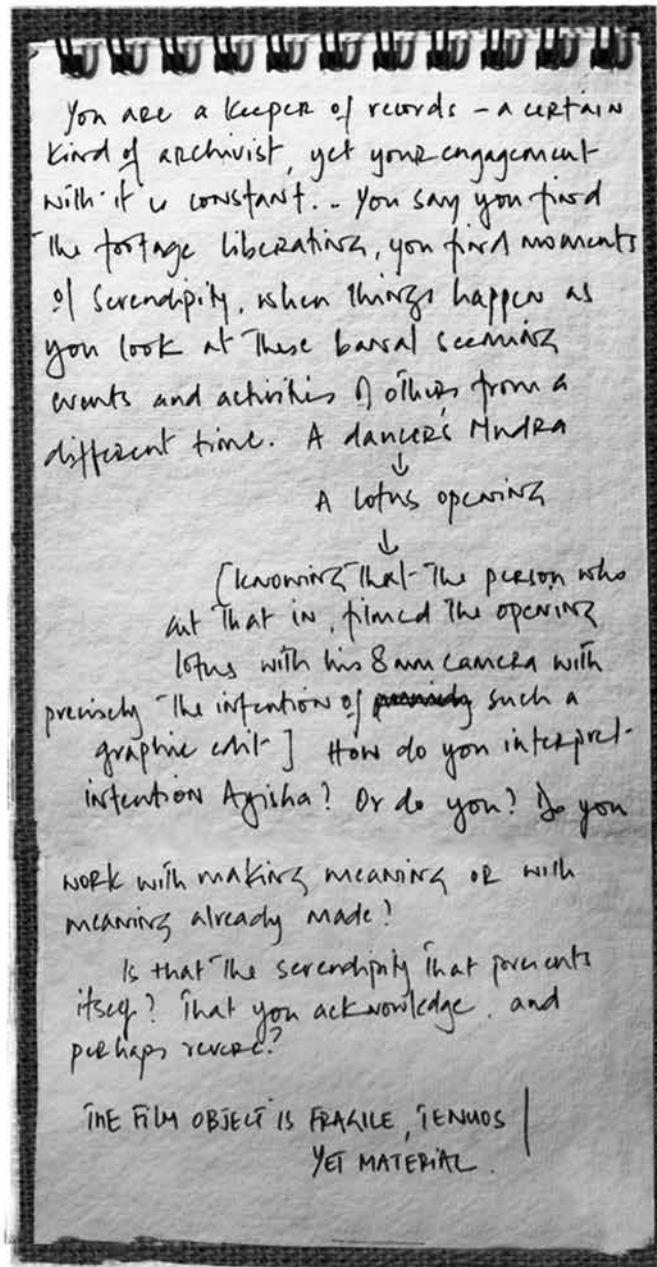 You are a keeper of records – a certain
kind of archivist, yet your engagement
with it is constant.. You say you find
the footage liberating, you find moments
of serendipity, when things happen as
you look at these banal seeming
events and activities of others from a
different time. A dancer's Mudra
↓
A lotus opening
↓
[knowing that the person who
cut that in, filmed the opening
lotus with his 8mm camera with
precisely the intention of such a
graphic edit] How do you interpret
intention Ayisha? Or do you? Do you
work with making meaning or with
meaning already made?
Is that the serendipity that presents
itself? That you acknowledge, and
perhaps revere?
THE FILM OBJECT IS FRAGILE, TENUOS
YET MATERIAL.